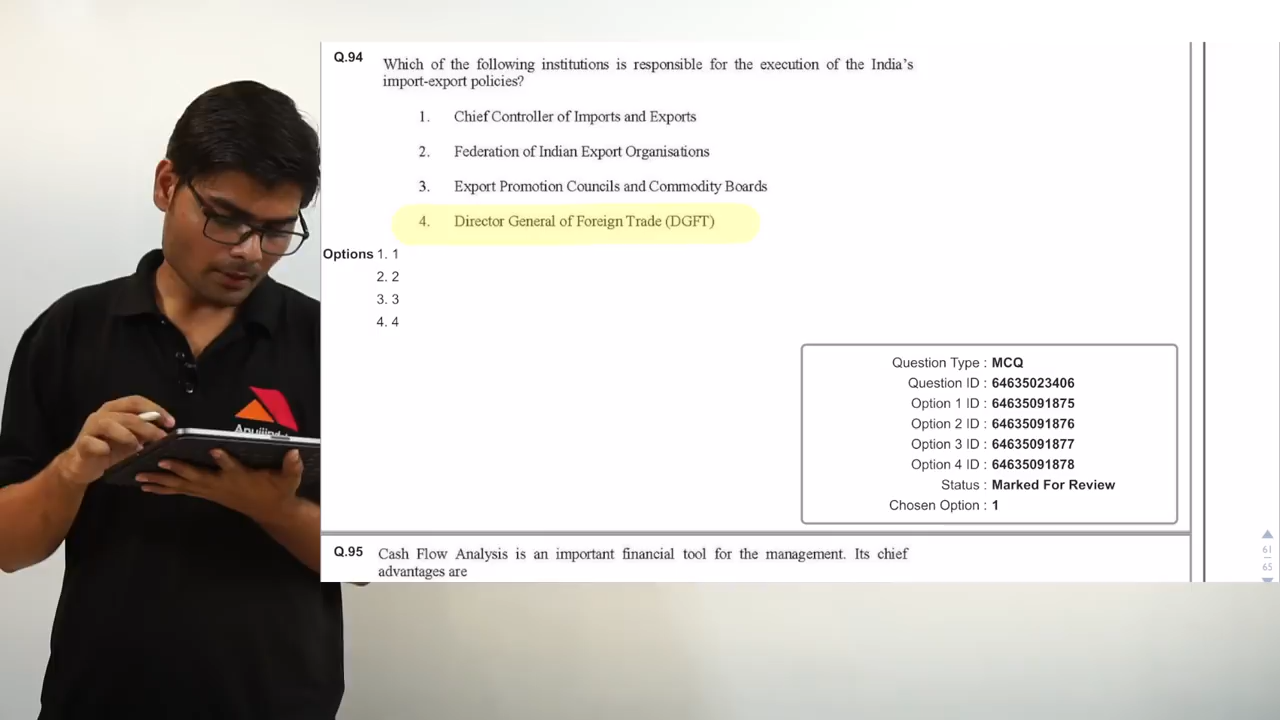 Q.94 Which of the following institutions is responsible for the execution of the India's
import-export policies?
1. Chief Controller of Imports and Exports
2. Federation of Indian Export Organisations
3. Export Promotion Councils and Commodity Boards
4. Director General of Foreign Trade (DGFT)
Options 1. 1
2. 2
3. 3
4. 4
Question Type : MCQ
Question ID : 64635023406
Option 1 ID : 64635091875
Option 2 ID : 64635091876
Option 3 ID : 64635091877
Option 4 ID : 64635091878
Status : Marked For Review
Chosen Option : 1
Q.95 Cash Flow Analysis is an important financial tool for the management. Its chief
advantages are
61
65